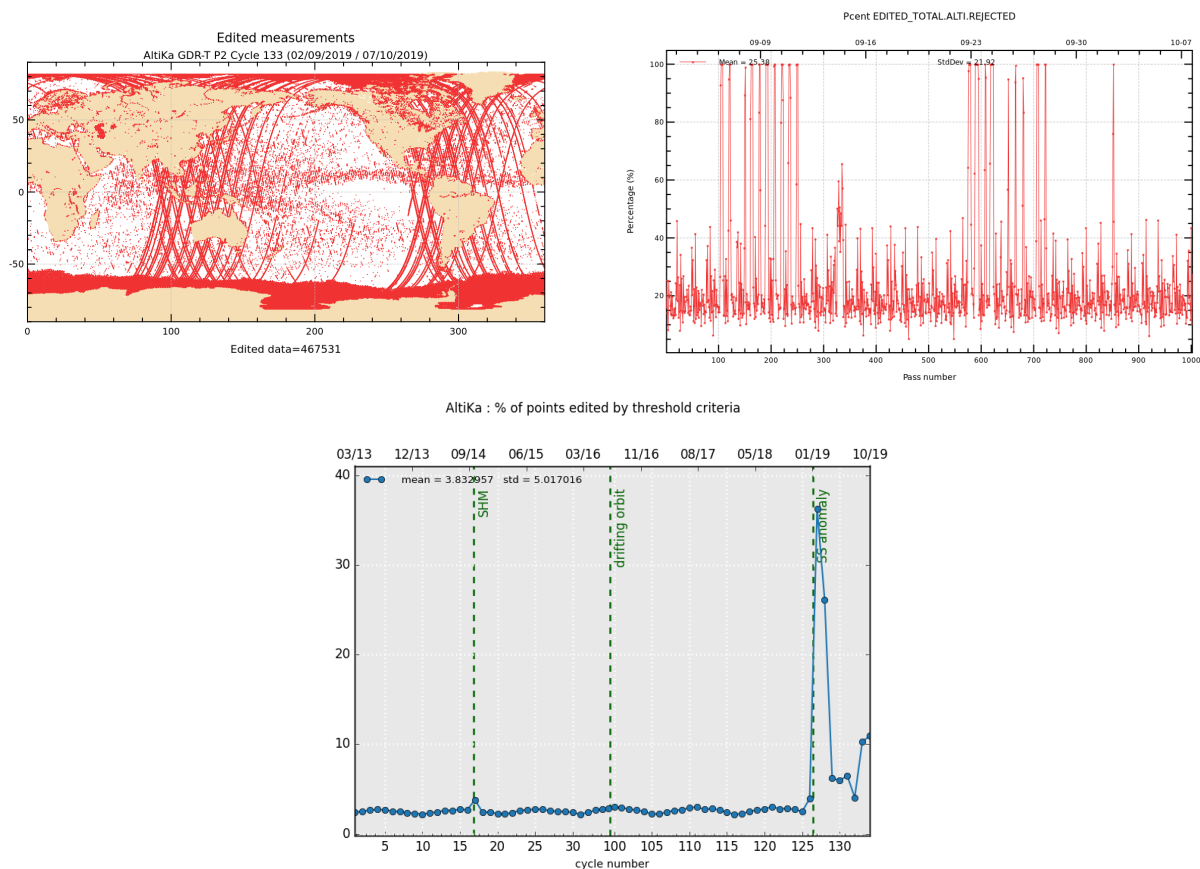 Edited measurements
AltiKa GDR-T P2 Cycle 133 (02/09/2019 / 07/10/2019)
50
0
-50
0 100 200 300
Edited data=467531
Pcent EDITED_TOTAL.ALTI.REJECTED
09-09 09-16 09-23 09-30 10-07
Mean = 25.38 StdDev = 21.92
100
80
60
40
20
Percentage (%)
100 200 300 400 500 600 700 800 900 1000
Pass number
AltiKa : % of points edited by threshold criteria
03/13 12/13 09/14 06/15 03/16 11/16 08/17 05/18 01/19 10/19
mean = 3.832957 std = 5.017016
SHM
drifting orbit
SS anomaly
40
30
20
10
0
5 10 15 20 25 30 100 105 110 115 120 125 130
cycle number